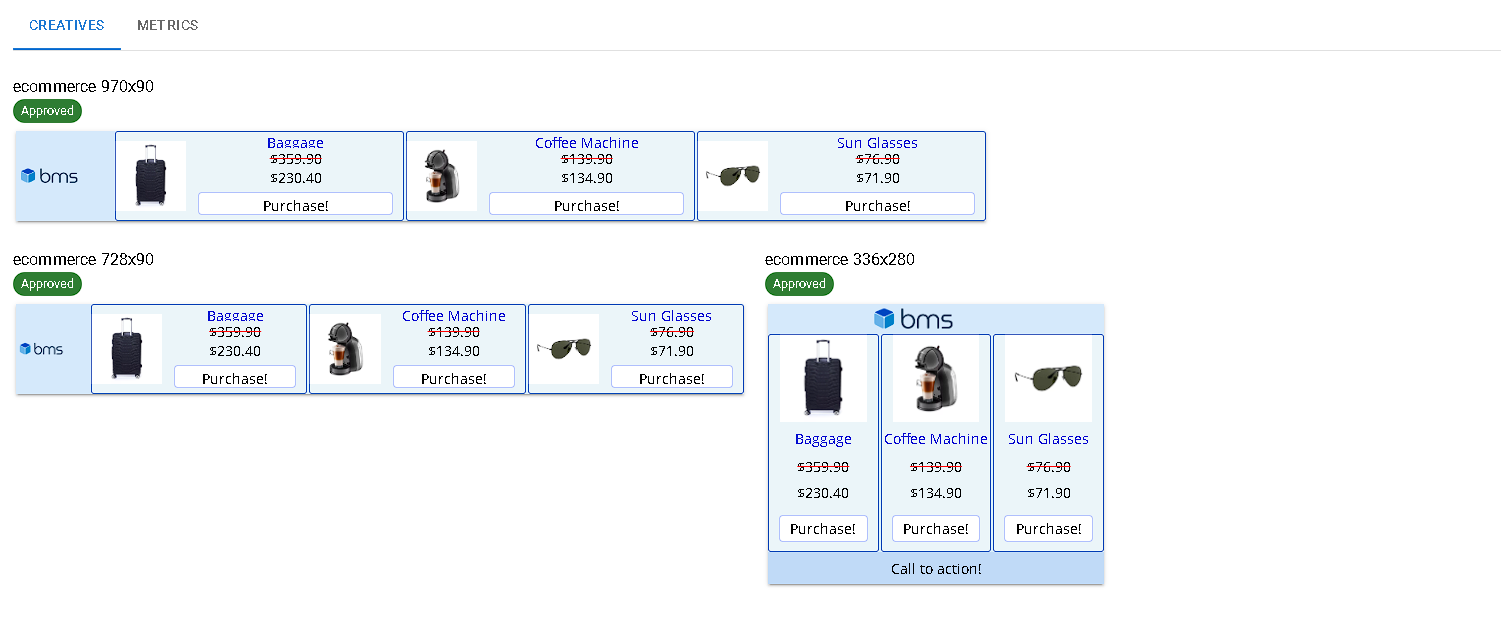 CREATIVES METRICS
ecommerce 970x90
Approved
bms
Baggage
$359.90
$230.40
Purchase!
Coffee Machine
$139.90
$134.90
Purchase!
Sun Glasses
$76.90
$71.90
Purchase!
ecommerce 728x90
Approved
bms
Baggage
$359.90
$230.40
Purchase!
Coffee Machine
$139.90
$134.90
Purchase!
Sun Glasses
$76.90
$71.90
Purchase!
ecommerce 336x280
Approved
bms
Baggage
$359.90
$230.40
Purchase!
Coffee Machine
$139.90
$134.90
Purchase!
Sun Glasses
$76.90
$71.90
Purchase!
Call to action!